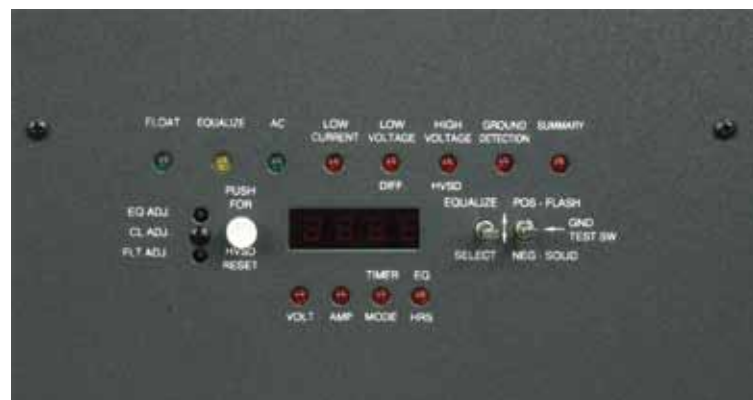 FLOAT EQUALIZE AC LOW CURRENT LOW VOLTAGE HIGH VOLTAGE GROUND DETECTION SUMMARY
DIFF HVSD
PUSH FOR
EQUALIZE POS - FLASH
EQ ADJ.
CL ADJ.
GND TEST SW
FLT ADJ.
HVSD RESET
SELECT NEG - SOLID
TIMER EQ
VOLT AMP MODE HRS